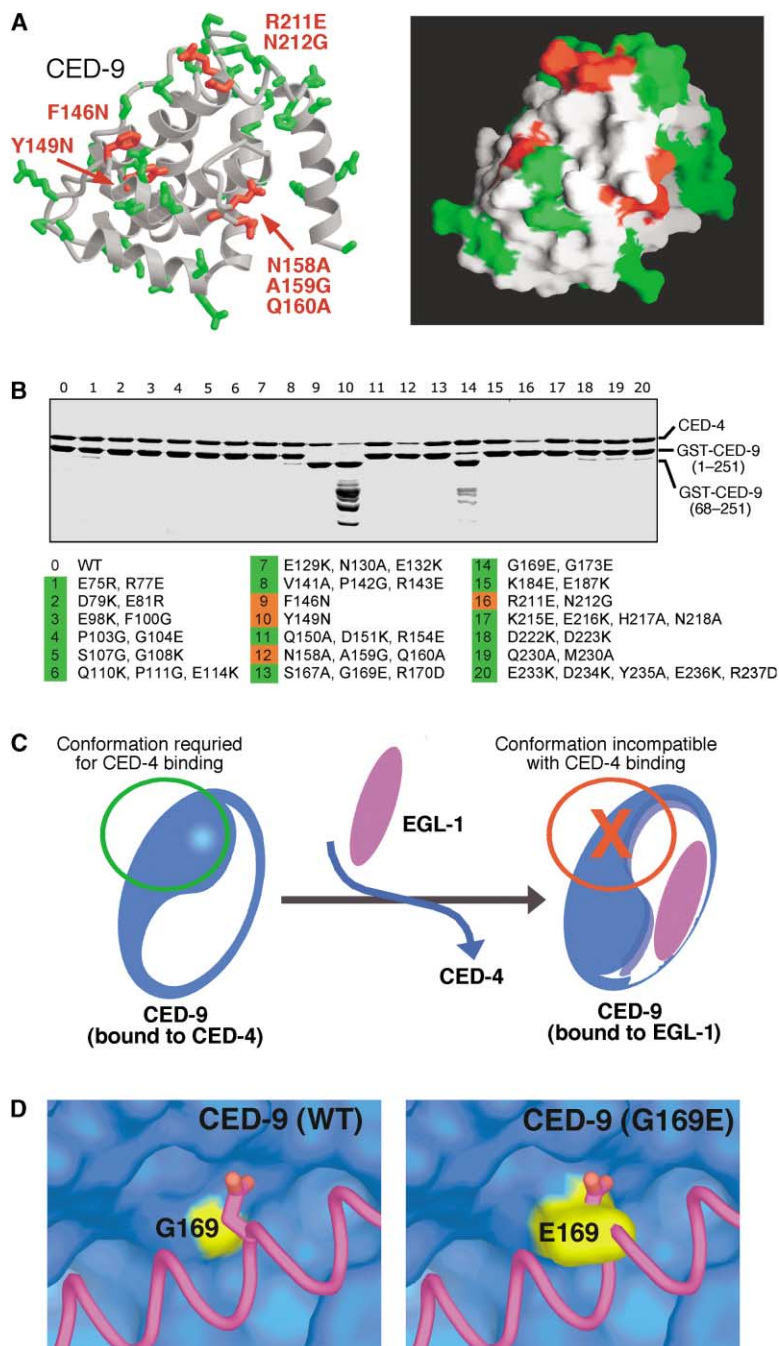 A
CED-9
R211E
N212G
F146N
Y149N
N158A
A159G
Q160A
B
0 1 2 3 4 5 6 7 8 9 10 11 12 13 14 15 16 17 18 19 20
CED-4
GST-CED-9
(1–251)
GST-CED-9
(68–251)
0 WT
1 E75R, R77E
2 D79K, E81R
3 E98K, F100G
4 P103G, G104E
5 S107G, G108K
6 Q110K, P111G, E114K
7 E129K, N130A, E132K
8 V141A, P142G, R143E
9 F146N
10 Y149N
11 Q150A, D151K, R154E
12 N158A, A159G, Q160A
13 S167A, G169E, R170D
14 G169E, G173E
15 K184E, E187K
16 R211E, N212G
17 K215E, E216K, H217A, N218A
18 D222K, D223K
19 Q230A, M230A
20 E233K, D234K, Y235A, E236K, R237D
C
Conformation requried
for CED-4 binding
CED-9
(bound to CED-4)
EGL-1
CED-4
Conformation incompatible
with CED-4 binding
X
CED-9
(bound to EGL-1)
D
CED-9 (WT)
G169
CED-9 (G169E)
E169